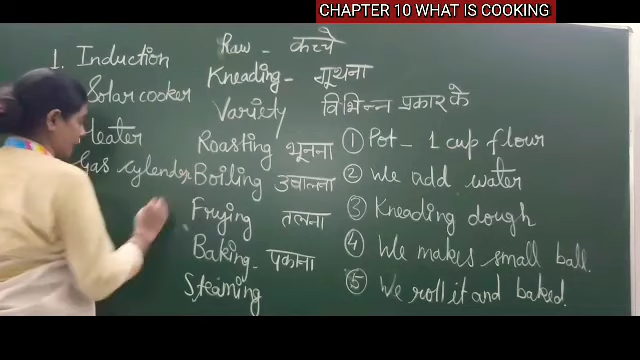 CHAPTER 10 WHAT IS COOKING
1. Induction
Solar cooker
Heater
Gas cylender
Raw - कच्चे
Kneading - गूथना
Variety विभिन्न प्रकार के
Roasting भूनना
Boiling उबालना
Frying तलना
Baking - पकाना
Steaming
① Pot - 1 cup flour
② We add water
③ Kneading dough
④ We makes small ball.
⑤ We roll it and baked.